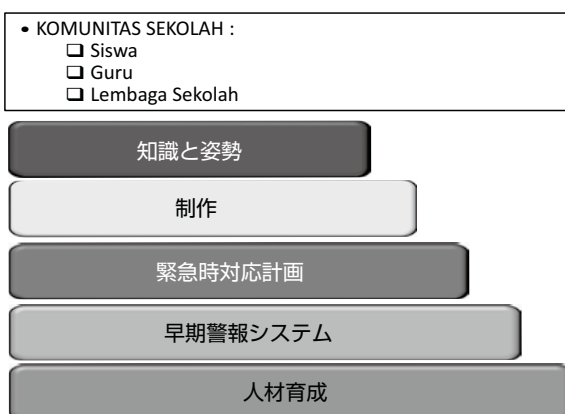 • KOMUNITAS SEKOLAH :
❑ Siswa
❑ Guru
❑ Lembaga Sekolah
知識と姿勢
制作
緊急時対応計画
早期警報システム
人材育成